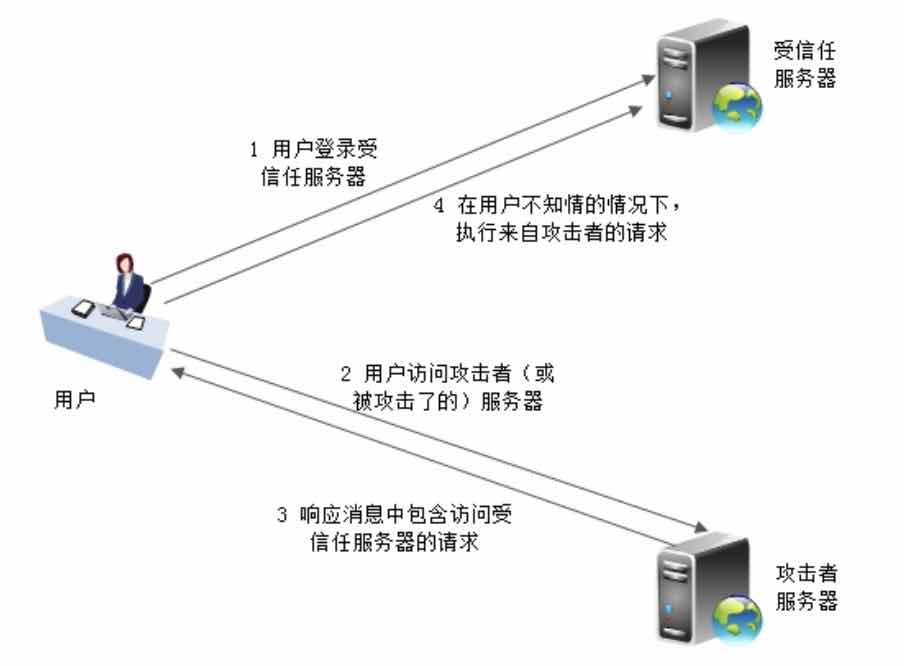 受信任
服务器
1 用户登录受
信任服务器
4 在用户不知情的情况下，
执行来自攻击者的请求
用户
2 用户访问攻击者（或
被攻击了的）服务器
3 响应消息中包含访问受
信任服务器的请求
攻击者
服务器